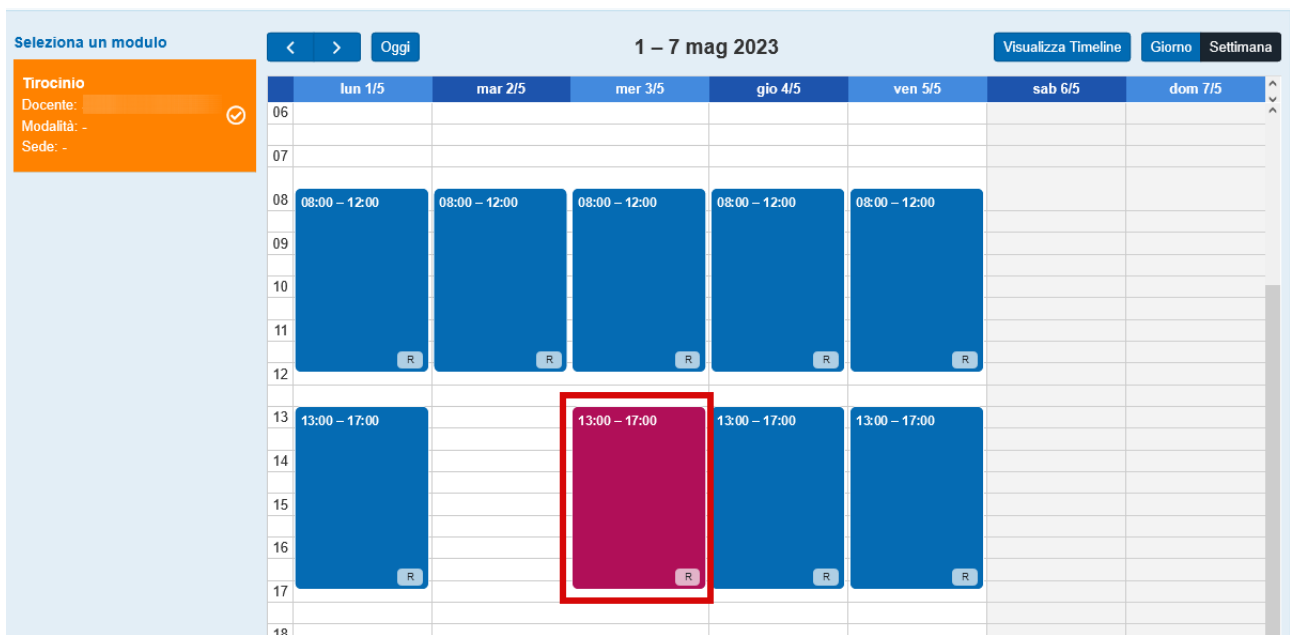 Seleziona un modulo
Oggi
1 – 7 mag 2023
Visualizza Timeline
Giorno
Settimana
Tirocinio
Docente:
Modalità: -
Sede: -
lun 1/5
mar 2/5
mer 3/5
gio 4/5
ven 5/5
sab 6/5
dom 7/5
06
07
08
08:00 – 12:00
08:00 – 12:00
08:00 – 12:00
08:00 – 12:00
08:00 – 12:00
09
10
11
R
R
R
R
R
12
13
13:00 – 17:00
13:00 – 17:00
13:00 – 17:00
13:00 – 17:00
14
15
16
R
R
R
R
17
18